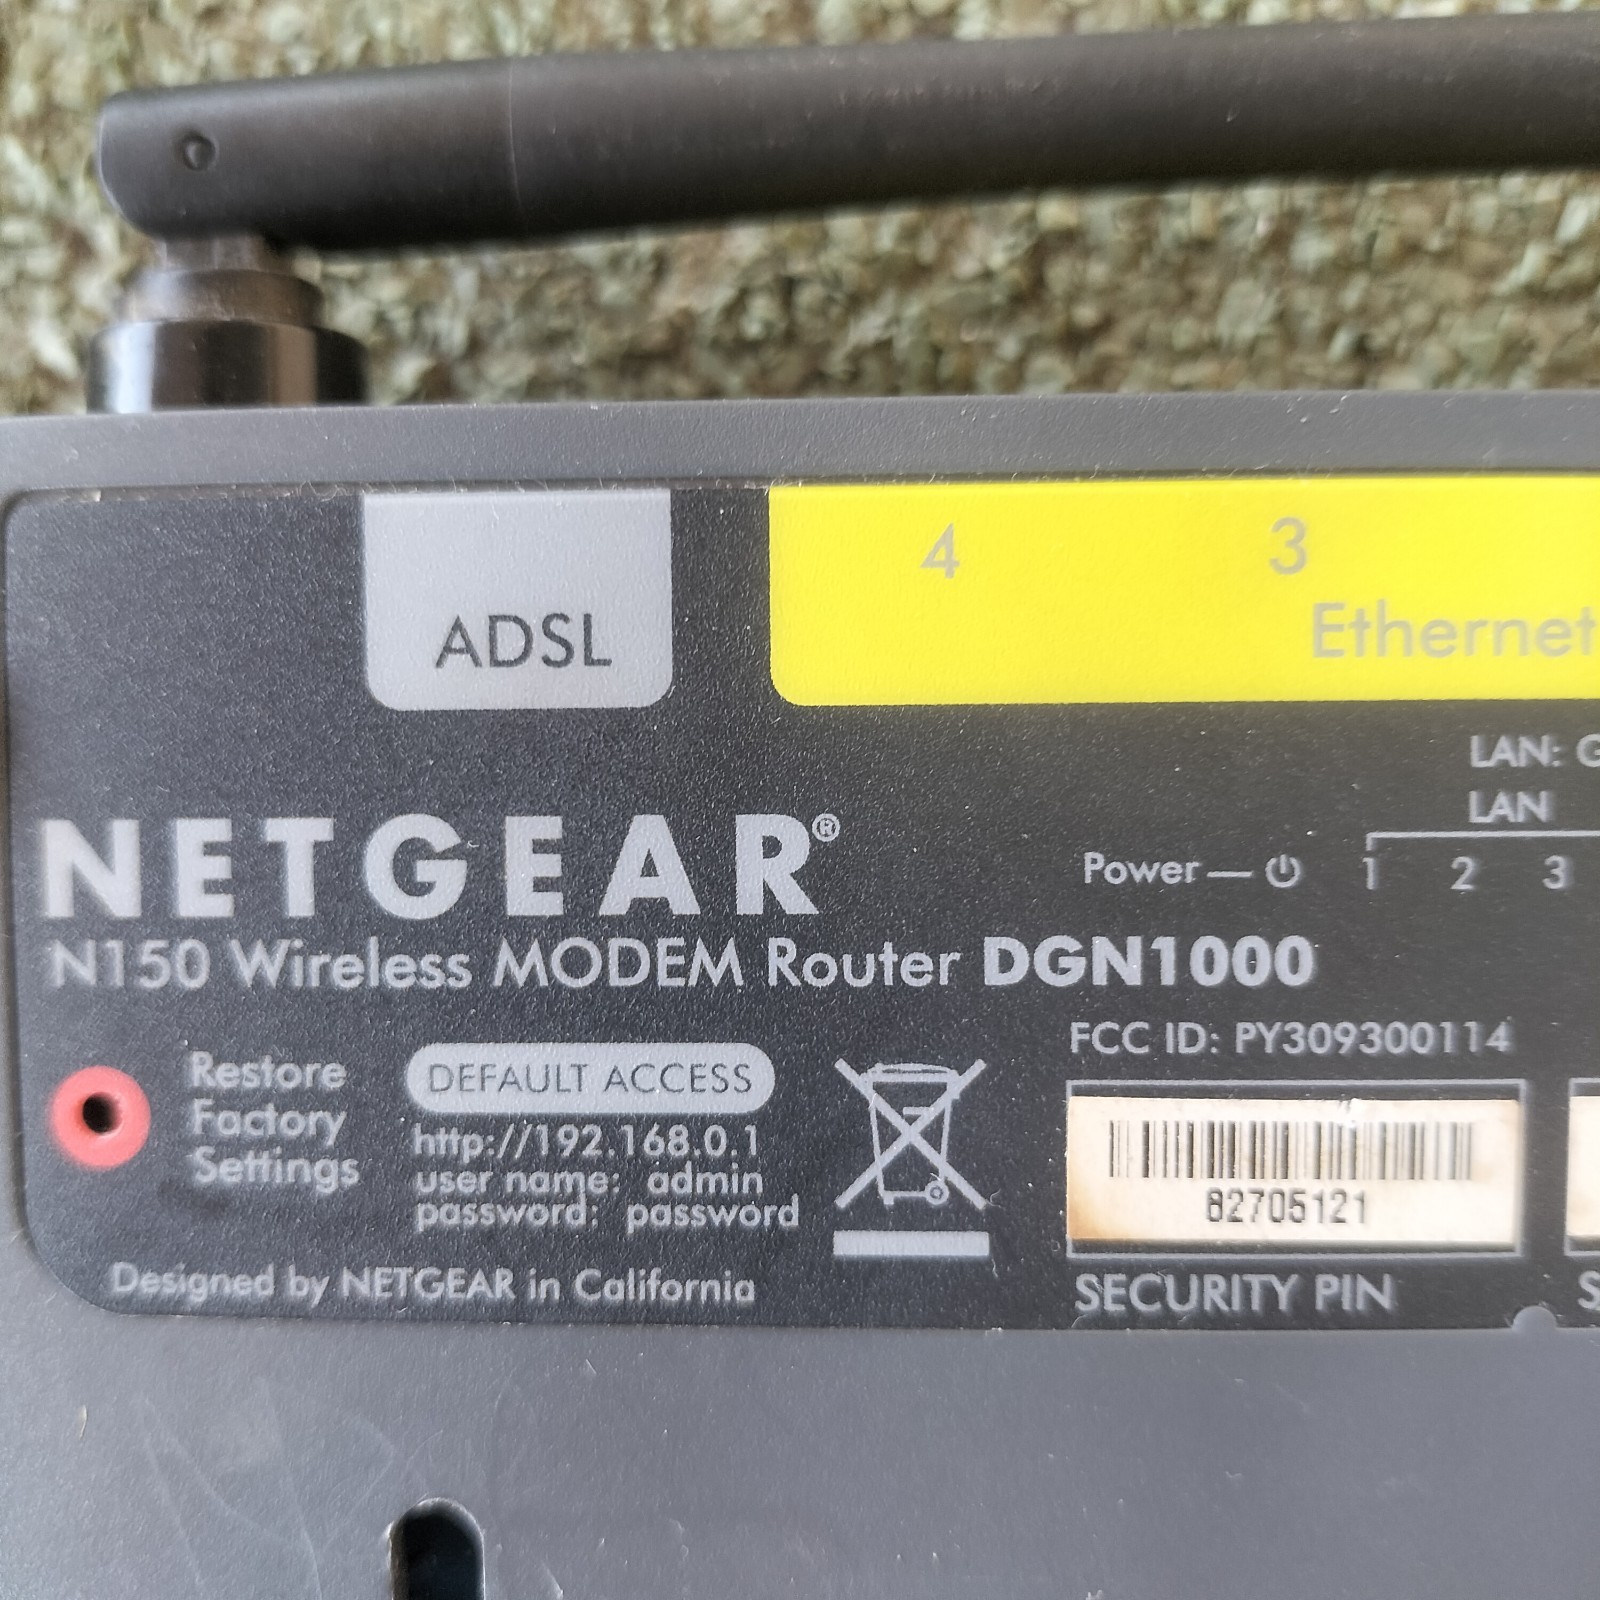 4 3
ADSL
Ethernet
LAN: G
LAN
NETGEAR®
Power — 1 2 3
N150 Wireless MODEM Router DGN1000
FCC ID: PY309300114
Restore
Factory
Settings
DEFAULT ACCESS
http://192.168.0.1
user name: admin
password: password
82705121
SECURITY PIN
S
Designed by NETGEAR in California